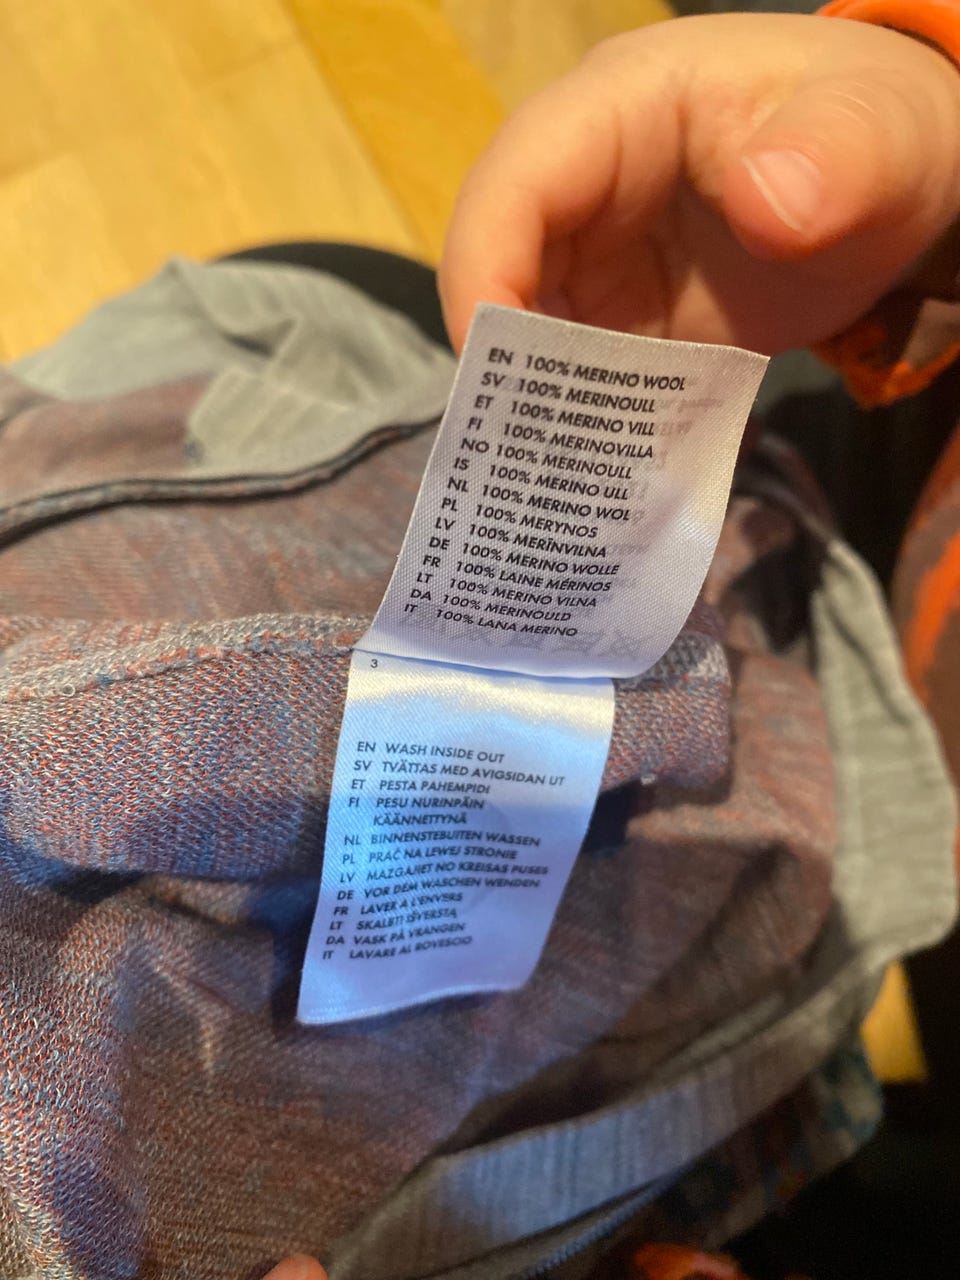 EN 100% MERINO WOOL
SV 100% MERINOULL
ET 100% MERINO VILL
FI 100% MERINOVILLA
NO 100% MERINOULL
IS 100% MERINO ULL
NL 100% MERINO WOL
PL 100% MERYNOS
LV 100% MERĪNVILNA
DE 100% MERINO WOLLE
FR 100% LAINE MÉRINOS
LT 100% MERINO VILNA
DA 100% MERINOULD
IT 100% LANA MERINO
3
EN WASH INSIDE OUT
SV TVÄTTAS MED AVIGSIDAN UT
ET PESTA PAHEMPIDI
FI PESU NURINPÄIN
KÄÄNNETTYNÄ
NL BINNENSTEBUITEN WASSEN
PL PRAĆ NA LEWEJ STRONIE
LV MAZGAJIET NO KREISAS PUSES
DE VOR DEM WASCHEN WENDEN
FR LAVER A L'ENVERS
LT SKALBTI IŠVERSTĄ
DA VASK PÅ VRANGEN
IT LAVARE AL ROVESCIO